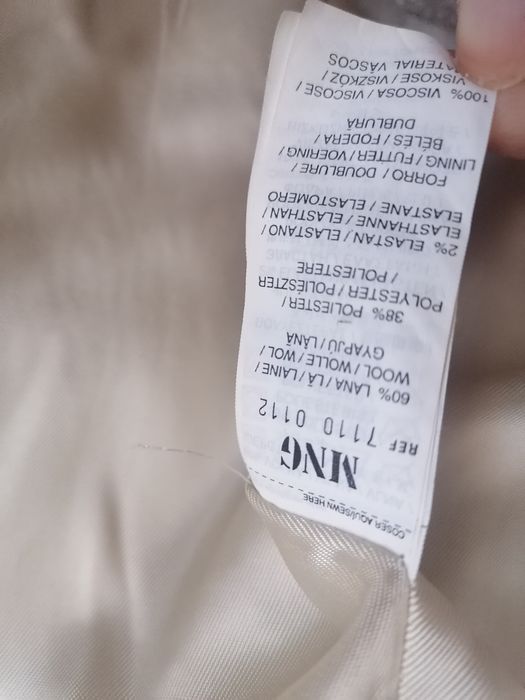 COSER AQUI/SEWN HERE
MNG
REF 7110 0112
60% LANA / LÃ / LAINE /
WOOL / WOLLE / WOL /
GYAPJÚ / LÂNĂ
38% POLIESTER /
POLYESTER / POLIÉSZTER
/ POLIESTERE
2% ELASTAN / ELASTANO /
ELASTHANNE / ELASTHAN /
ELASTANE / ELASTOMERO
FORRO / DOUBLURE /
LINING / FUTTER / VOERING /
BÉLÉS / FODERA /
DUBLURĂ
100% VISCOSA / VISCOSE /
VISKOSE / VISZKÓZ /
MATERIAL VÂSCOS